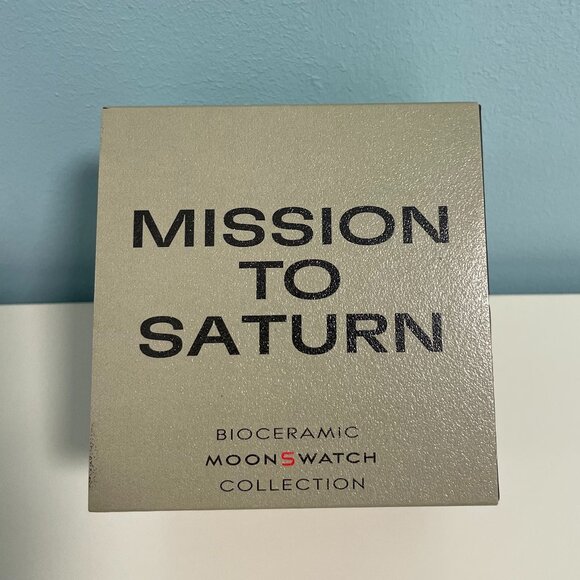 MISSION
TO
SATURN
BIOCERAMiC
MOONSWATCH
COLLECTION